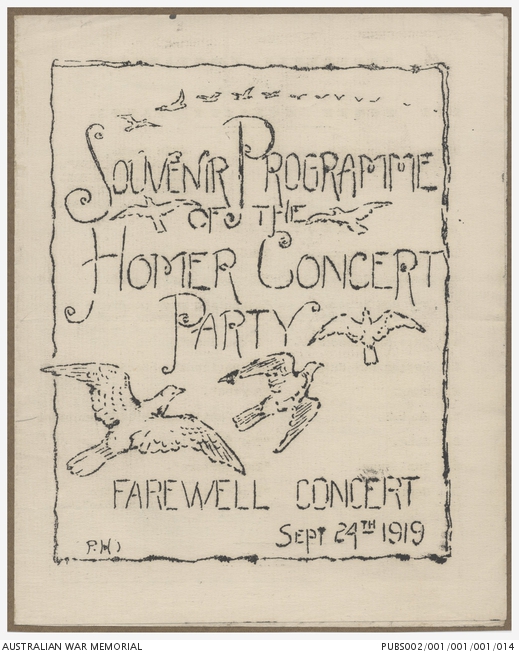 SOUVENIR PROGRAMME
OF THE
HOMER CONCERT
PARTY
FAREWELL CONCERT
SEPT 24TH 1919
AUSTRALIAN WAR MEMORIAL
PUBS002/001/001/001/014